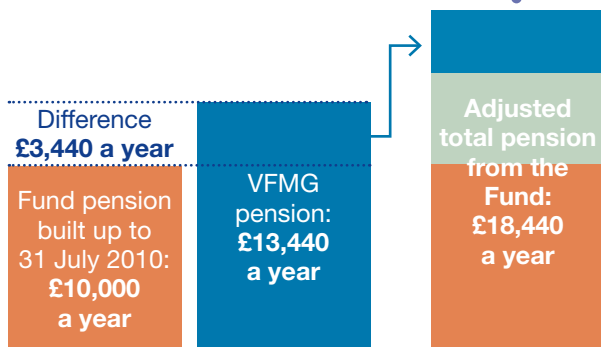 Difference
£3,440 a year
Fund pension
built up to
31 July 2010:
£10,000
a year
VFMG
pension:
£13,440
a year
Adjusted
total pension
from the
Fund:
£18,440
a year